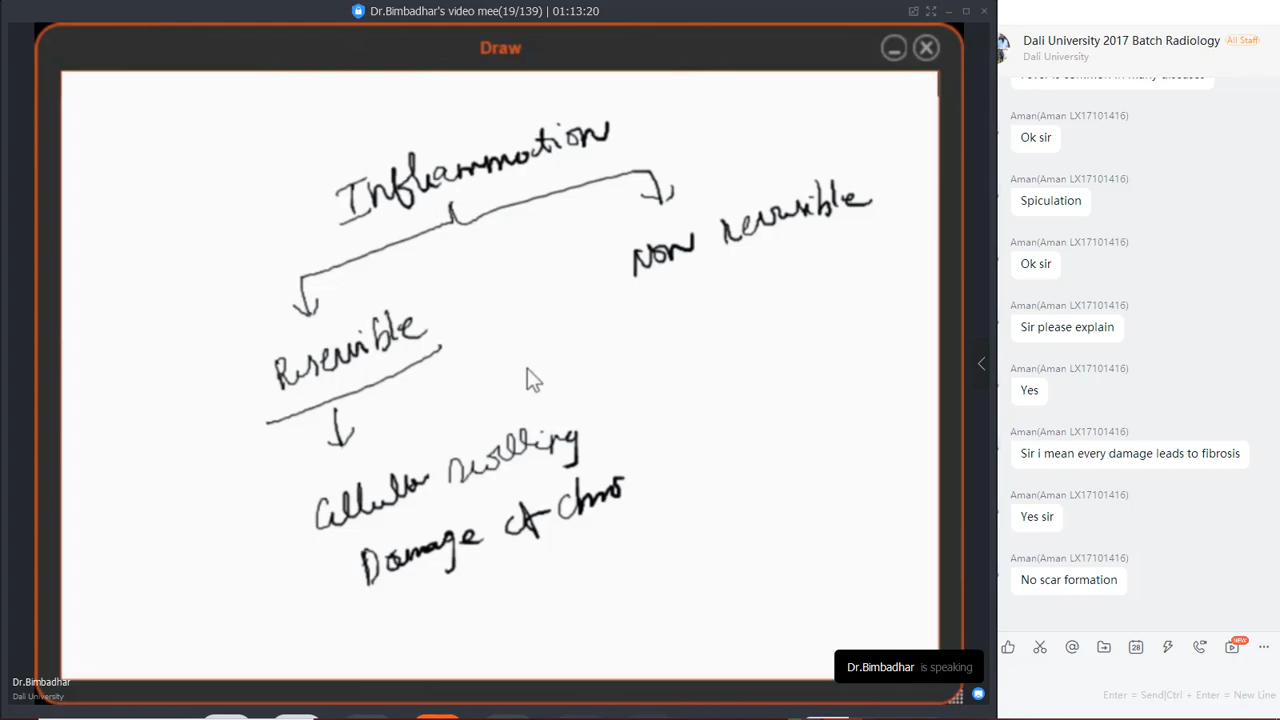 Dr.Bimbadhar's video mee(19/139) | 01:13:20
Draw
Inflammation
Non reversible
Reversible
Cellular swelling
Damage at
Dr.Bimbadhar is speaking
Dr.Bimbadhar
Dali University
Dali University 2017 Batch Radiology All Staff
Dali University
Aman(Aman LX17101416)
Ok sir
Aman(Aman LX17101416)
Spiculation
Aman(Aman LX17101416)
Ok sir
Aman(Aman LX17101416)
Sir please explain
Aman(Aman LX17101416)
Yes
Aman(Aman LX17101416)
Sir i mean every damage leads to fibrosis
Aman(Aman LX17101416)
Yes sir
Aman(Aman LX17101416)
No scar formation
NEW
Enter = Send|Ctrl + Enter = New Line